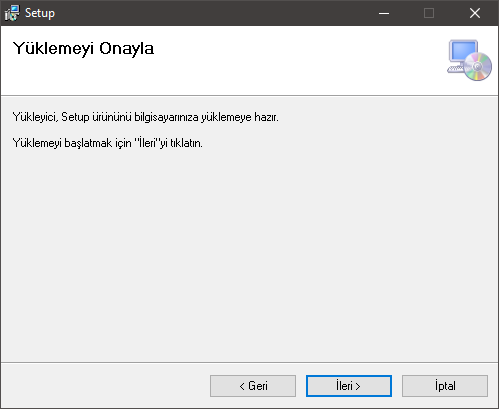 Setup
Yüklemeyi Onayla
Yükleyici, Setup ürününü bilgisayarınıza yüklemeye hazır.
Yüklemeyi başlatmak için "İleri"yi tıklatın.
< Geri
İleri >
İptal